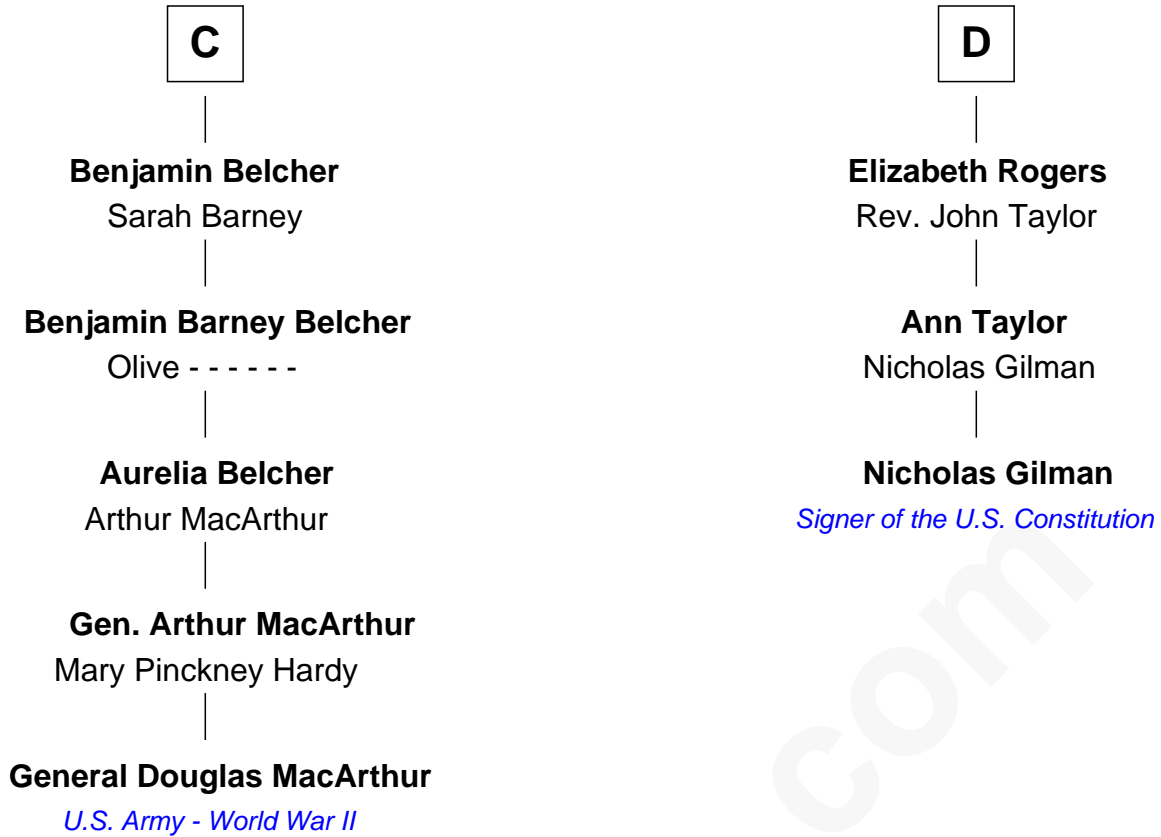 C
Benjamin Belcher
Sarah Barney
Benjamin Barney Belcher
Olive - - - - - -
Aurelia Belcher
Arthur MacArthur
Gen. Arthur MacArthur
Mary Pinckney Hardy
General Douglas MacArthur
U.S. Army - World War II
D
Elizabeth Rogers
Rev. John Taylor
Ann Taylor
Nicholas Gilman
Nicholas Gilman
Signer of the U.S. Constitution
com